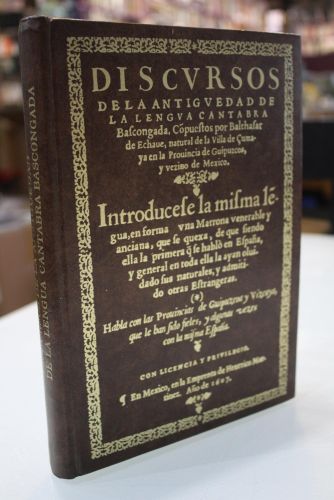 DISCVRSOS
DE LA ANTIGVEDAD DE
LA LENGVA CANTABRA
Bascongada, Cōpuestos por Balthasar
de Echaue, natural de la Villa de Çuma-
ya en la Prouincia de Guipuzcoa,
y vezino de Mexico.
Introducese la misma lē-
gua, en forma vna Matrona venerable y
anciana, que se quexa, de que siendo
ella la primera q̄ se hablò en España,
y general en toda ella la ayan olui-
dado sus naturales, y admiti-
do otras Estrangeras.
Habla con las Prouincias de Guipuzcoa y Vizcaya,
que le han sido fieles, y algunas vezes
con la misma España.
CON LICENCIA Y PRIVILEGIO.
¶ En Mexico, en la Emprenta de Henrrico Mar-
tinez. Año de 1607.
DE LA LENGUA CANTABRA BASCONGADA